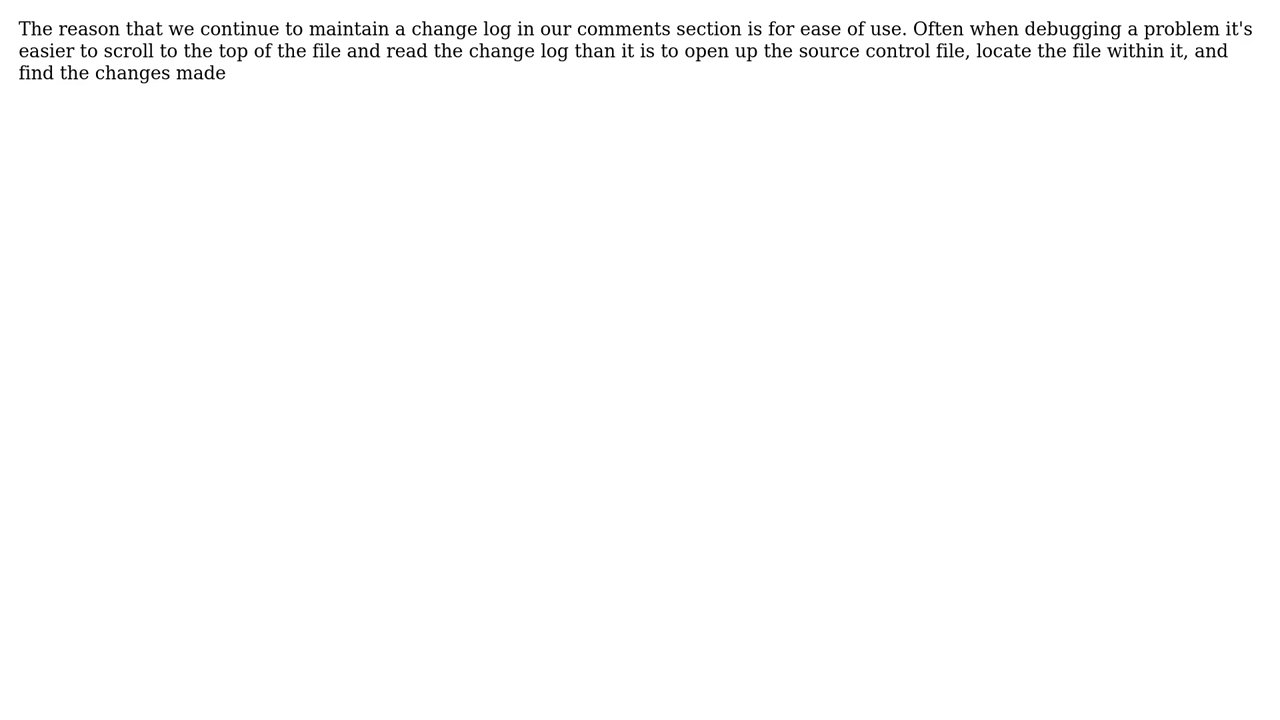 The reason that we continue to maintain a change log in our comments section is for ease of use. Often when debugging a problem it's
easier to scroll to the top of the file and read the change log than it is to open up the source control file, locate the file within it, and
find the changes made